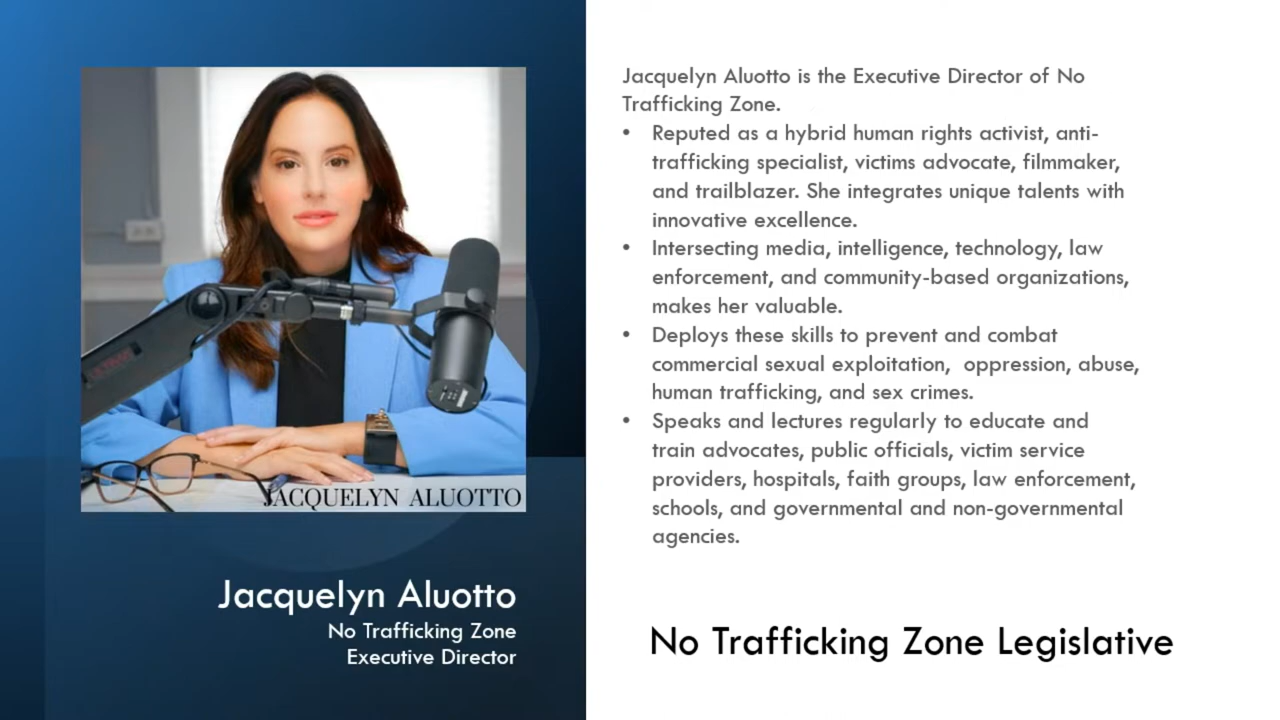 JACQUELYN ALUOTTO
Jacquelyn Aluotto
No Trafficking Zone
Executive Director
Jacquelyn Aluotto is the Executive Director of No
Trafficking Zone.
• Reputed as a hybrid human rights activist, anti-
trafficking specialist, victims advocate, filmmaker,
and trailblazer. She integrates unique talents with
innovative excellence.
• Intersecting media, intelligence, technology, law
enforcement, and community-based organizations,
makes her valuable.
• Deploys these skills to prevent and combat
commercial sexual exploitation,  oppression, abuse,
human trafficking, and sex crimes.
• Speaks and lectures regularly to educate and
train advocates, public officials, victim service
providers, hospitals, faith groups, law enforcement,
schools, and governmental and non-governmental
agencies.
No Trafficking Zone Legislative